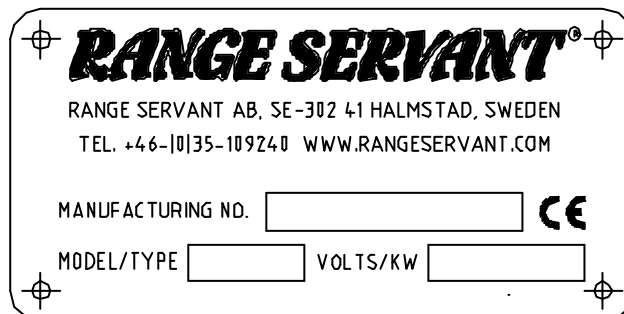 RANGE SERVANT®
RANGE SERVANT AB, SE-302 41 HALMSTAD, SWEDEN
TEL. +46-(0)35-109240 WWW.RANGESERVANT.COM
MANUFACTURING NO. CE
MODEL/TYPE VOLTS/KW